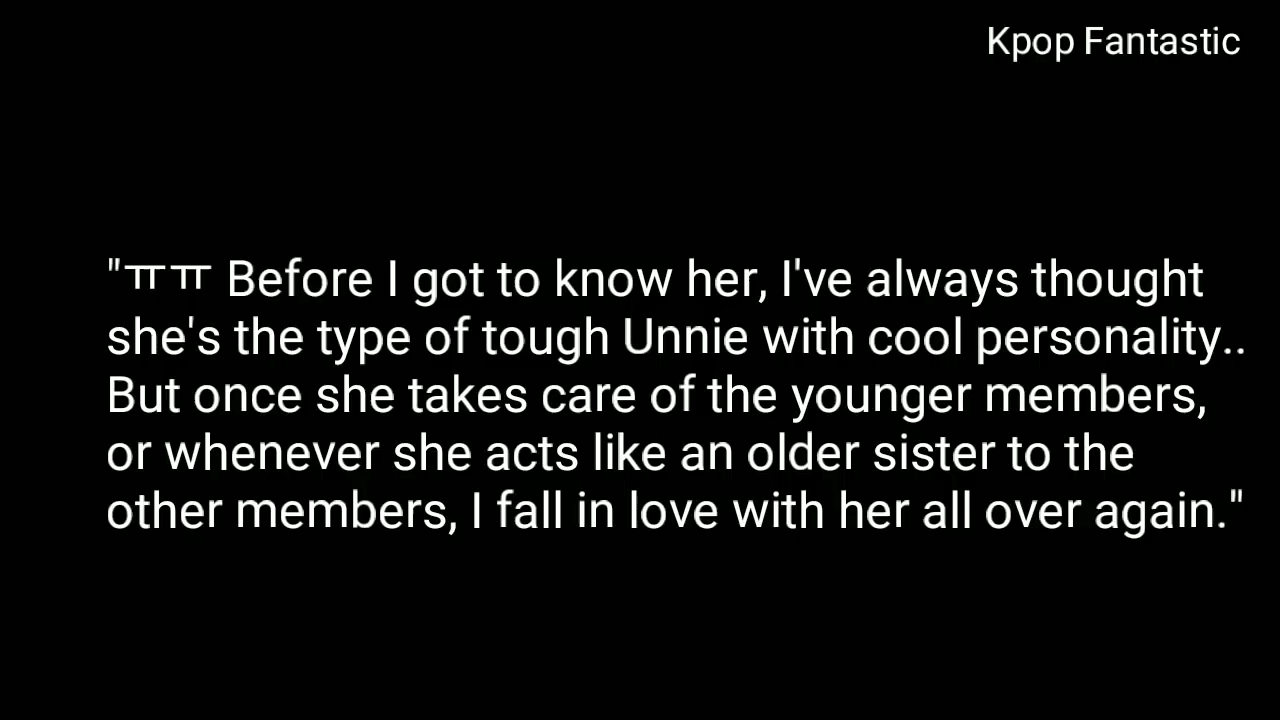 Kpop Fantastic
"ㅠㅠ Before I got to know her, I've always thought
she's the type of tough Unnie with cool personality..
But once she takes care of the younger members,
or whenever she acts like an older sister to the
other members, I fall in love with her all over again."